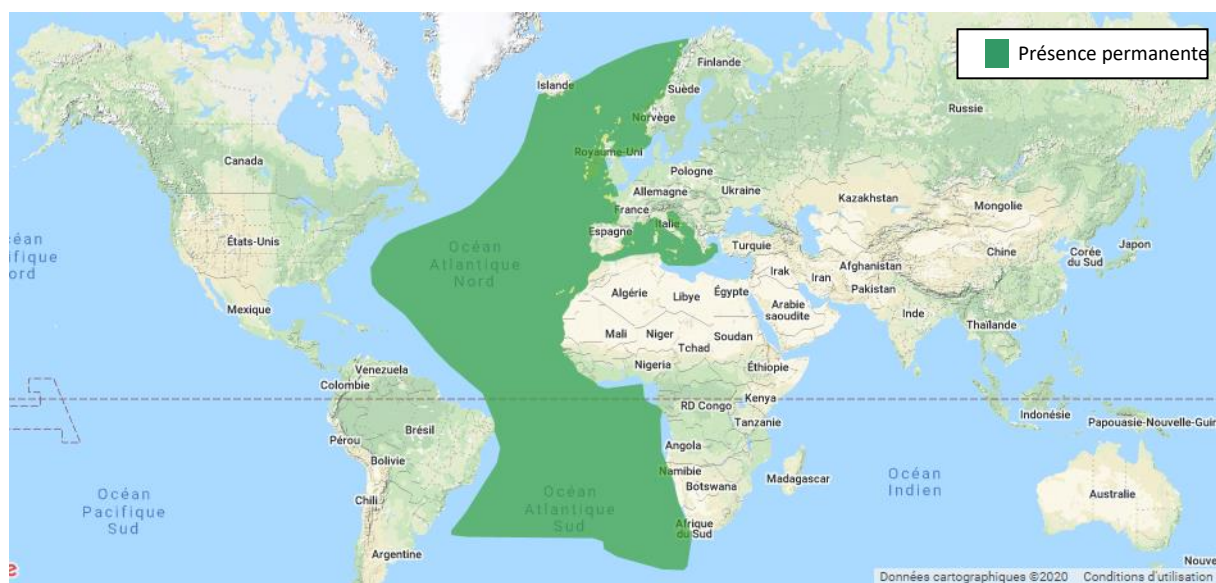 Présence permanente
Finlande
Islande
Suède
Russie
Norvège
Royaume-Uni
Canada
Pologne
Allemagne
Ukraine
Kazakhstan
Mongolie
France
Italie
Espagne
Turquie
Chine
Corée
du Sud
Japon
céan
cifique
Nord
États-Unis
Océan
Atlantique
Nord
Irak
Iran
Afghanistan
Pakistan
Algérie
Libye
Égypte
Arabie
saoudite
Inde
Mexique
Mali
Niger
Tchad
Soudan
Thaïlande
Nigeria
Éthiopie
Venezuela
Colombie
RD Congo
Kenya
Tanzanie
Indonésie
Papouasie-Nouvelle-Guin
Pérou
Brésil
Bolivie
Angola
Namibie
Botswana
Madagascar
Océan
Indien
Australie
Océan
Pacifique
Sud
Chili
Océan
Atlantique
Sud
Afrique
du Sud
Argentine
Nouve
e
Données cartographiques ©2020 Conditions d'utilisation